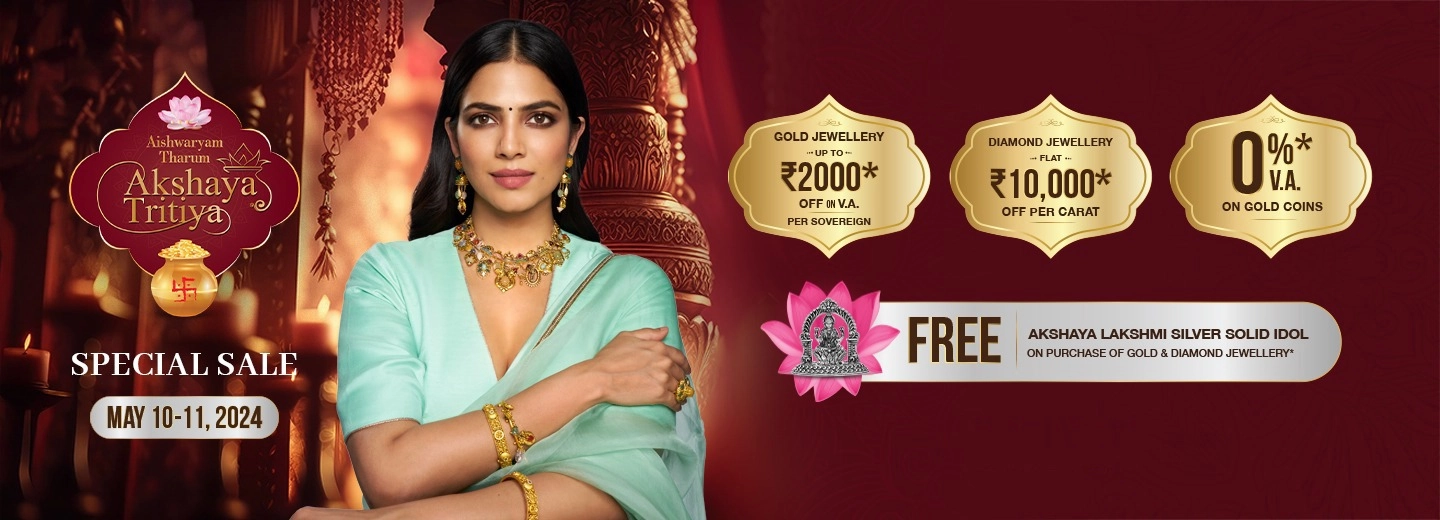 Aishwaryam
Tharum
Akshaya
Tritiya
SPECIAL SALE
MAY 10-11, 2024
GOLD JEWELLERY
UP TO
₹2000*
OFF ON V.A.
PER SOVEREIGN
DIAMOND JEWELLERY
FLAT
₹10,000*
OFF PER CARAT
0%*
V.A.
ON GOLD COINS
FREE
AKSHAYA LAKSHMI SILVER SOLID IDOL
ON PURCHASE OF GOLD & DIAMOND JEWELLERY*